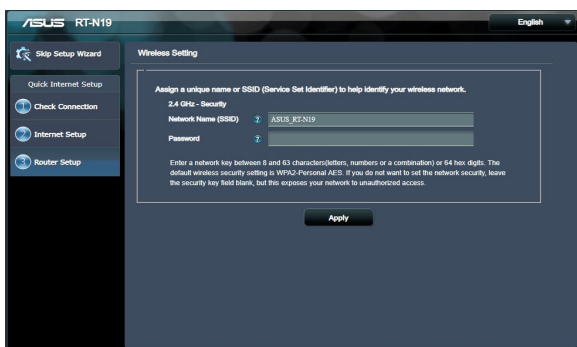 ASUS RT-N19
English
Skip Setup Wizard
Quick Internet Setup
1 Check Connection
2 Internet Setup
3 Router Setup
Wireless Setting
Assign a unique name or SSID (Service Set Identifier) to help identify your wireless network.
2.4 GHz - Security
Network Name (SSID) ? ASUS_RT-N19
Password ?
Enter a network key between 8 and 63 characters(letters, numbers or a combination) or 64 hex digits. The
default wireless security setting is WPA2-Personal AES. If you do not want to set the network security, leave
the security key field blank, but this exposes your network to unauthorized access.
Apply